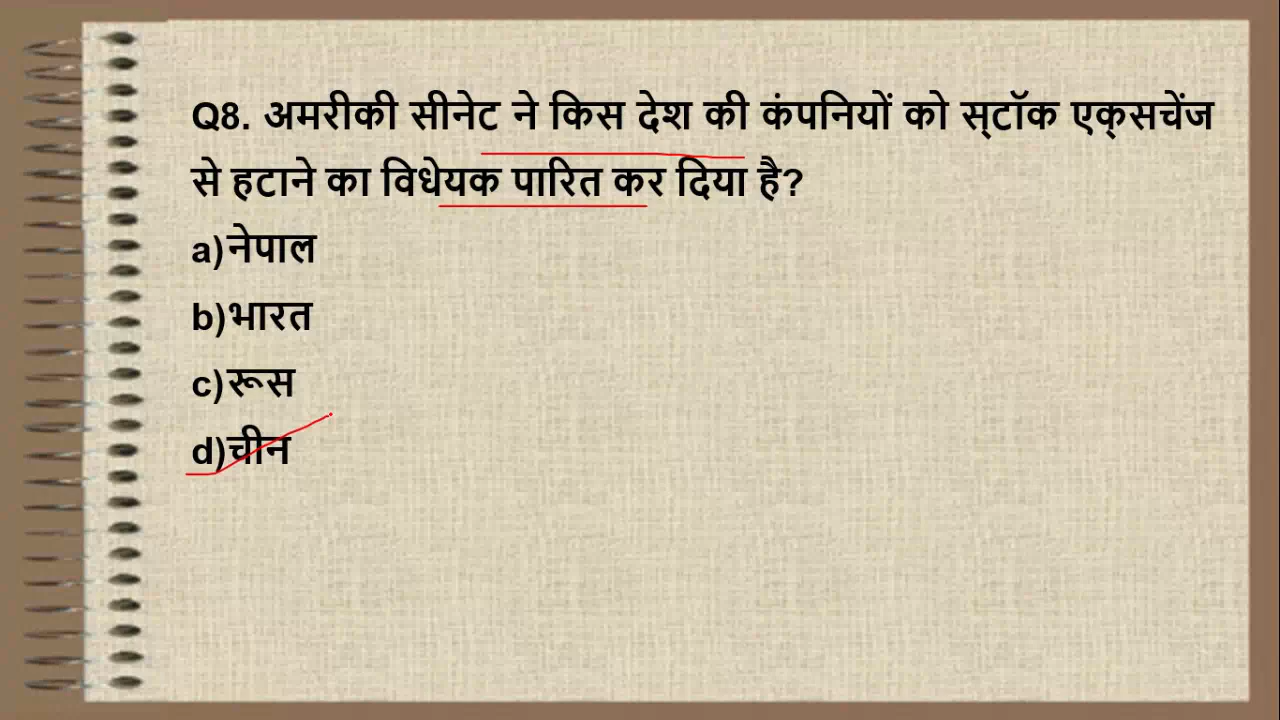 Q8. अमरीकी सीनेट ने किस देश की कंपनियों को स्टॉक एक्सचेंज
से हटाने का विधेयक पारित कर दिया है?
a)नेपाल
b)भारत
c)रूस
d)चीन